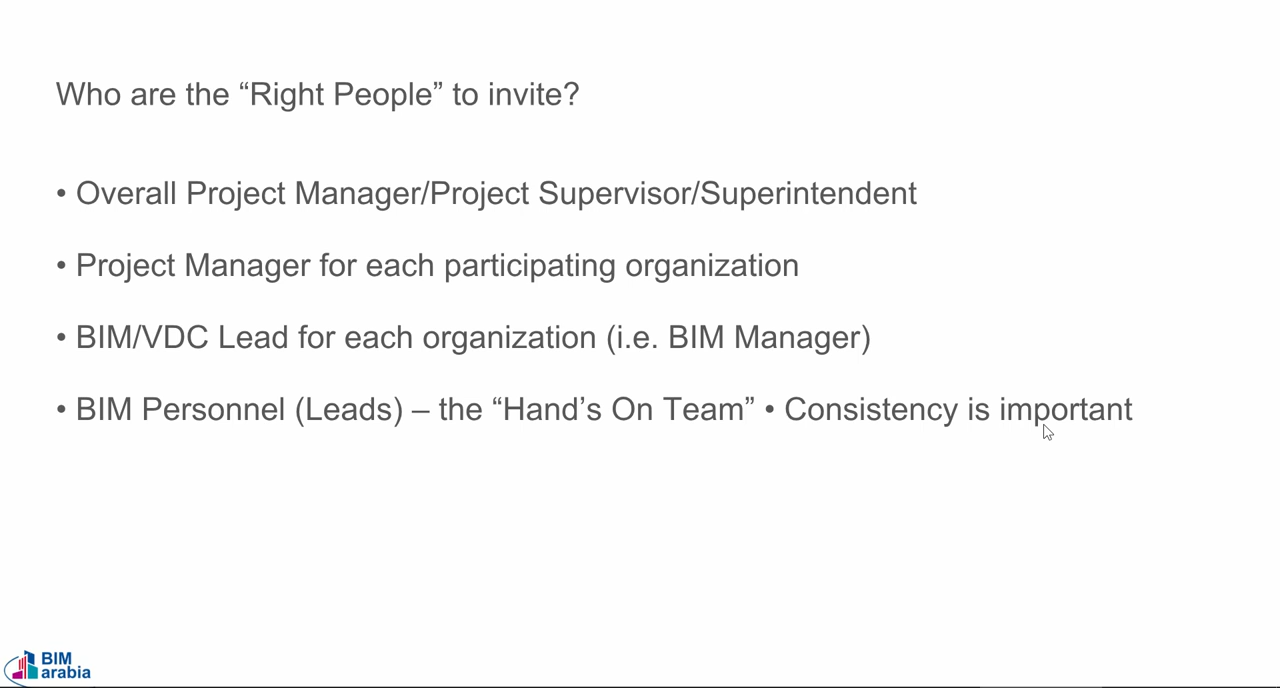 Who are the “Right People” to invite?
• Overall Project Manager/Project Supervisor/Superintendent
• Project Manager for each participating organization
• BIM/VDC Lead for each organization (i.e. BIM Manager)
• BIM Personnel (Leads) – the “Hand’s On Team” • Consistency is important
BIM
arabia